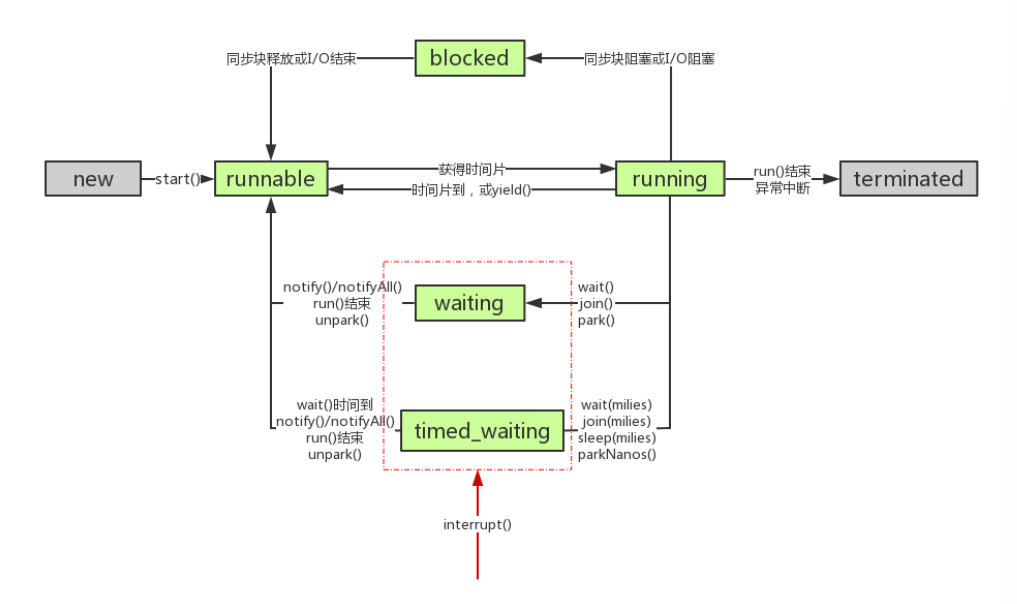 blocked
同步块释放或I/O结束
同步块阻塞或I/O阻塞
new
start()
runnable
获得时间片
时间片到，或yield()
running
run()结束
异常中断
terminated
notify()/notifyAll()
run()结束
unpark()
waiting
wait()
join()
park()
wait()时间到
notify()/notifyAll()
run()结束
unpark()
timed_waiting
wait(milies)
join(milies)
sleep(milies)
parkNanos()
interrupt()